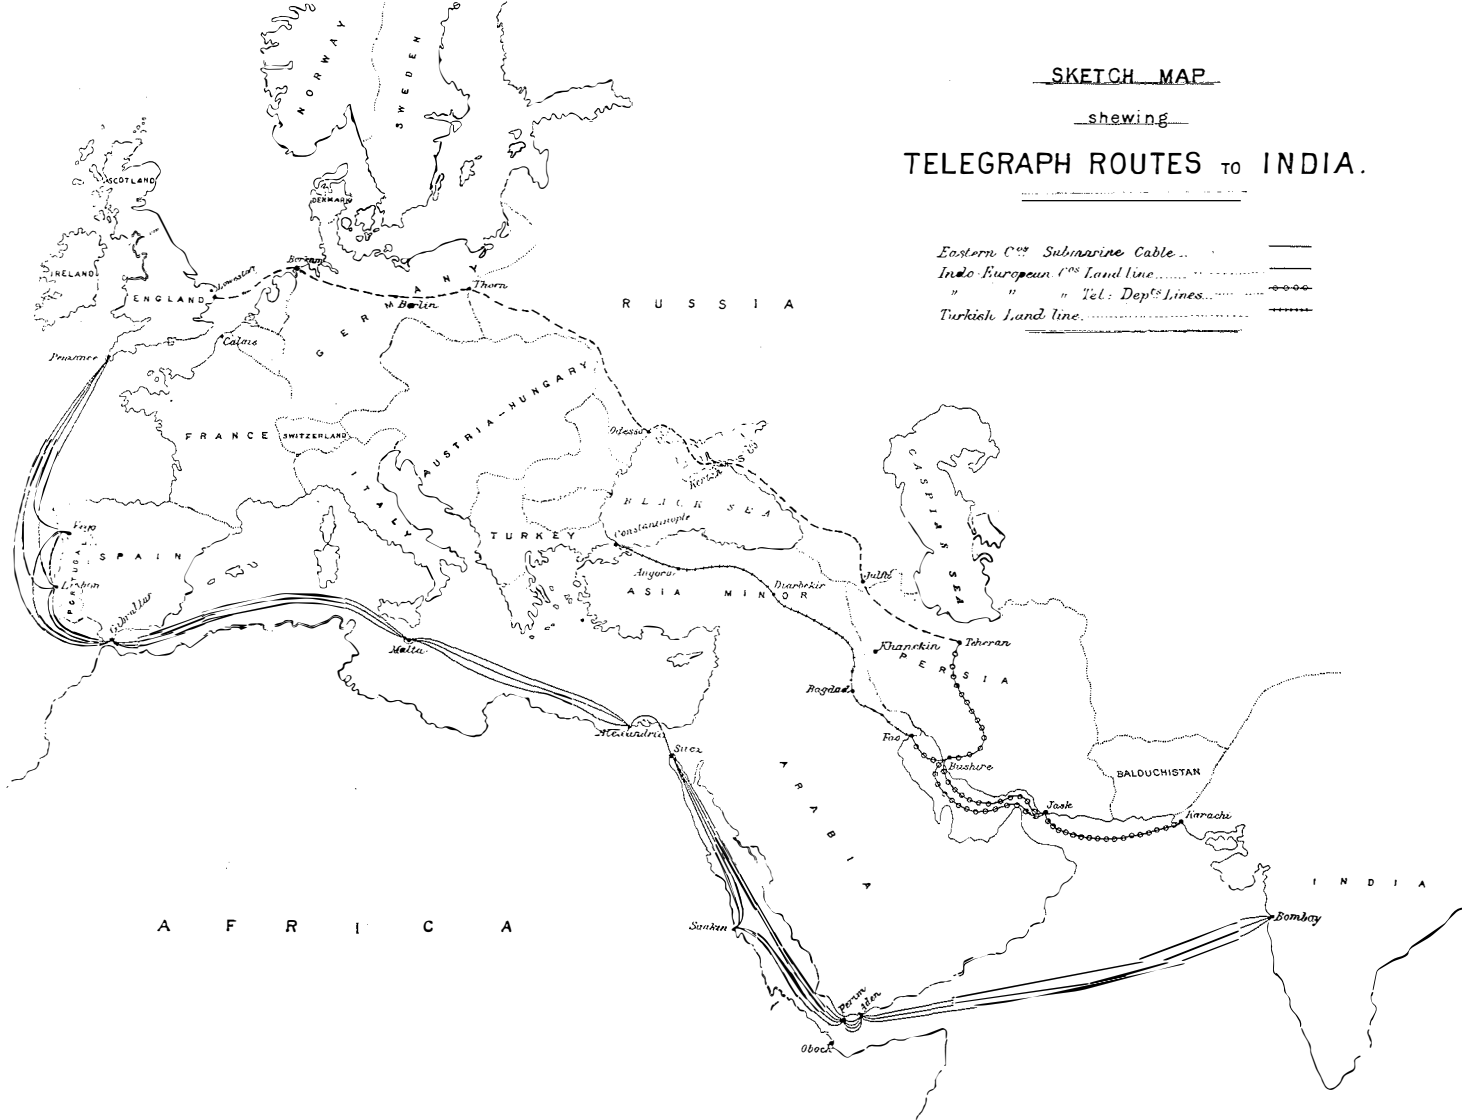 SKETCH MAP
shewing
TELEGRAPH ROUTES TO INDIA.
Eastern Coys Submarine Cable
Indo-European Cos Land line
" " " Tel: Depts Lines
Turkish Land line
NORWAY
SWEDEN
SCOTLAND
DENMARK
IRELAND
ENGLAND
Lowestoft
Borkum
GERMANY
Berlin
Thorn
RUSSIA
Penzance
Calais
FRANCE
SWITZERLAND
AUSTRIA-HUNGARY
Odessa
Kertch
ITALY
BLACK SEA
CASPIAN SEA
Vigo
SPAIN
PORTUGAL
Lisbon
Gibraltar
TURKEY
Constantinople
Angora
ASIA MINOR
Diarbekir
Julfa
Malta
Khanekin
Teheran
PERSIA
Bagdad
Alexandria
Suez
Fao
Bushire
BALOUCHISTAN
ARABIA
Jask
Karachi
INDIA
AFRICA
Suakin
Bombay
Perim
Aden
Obock